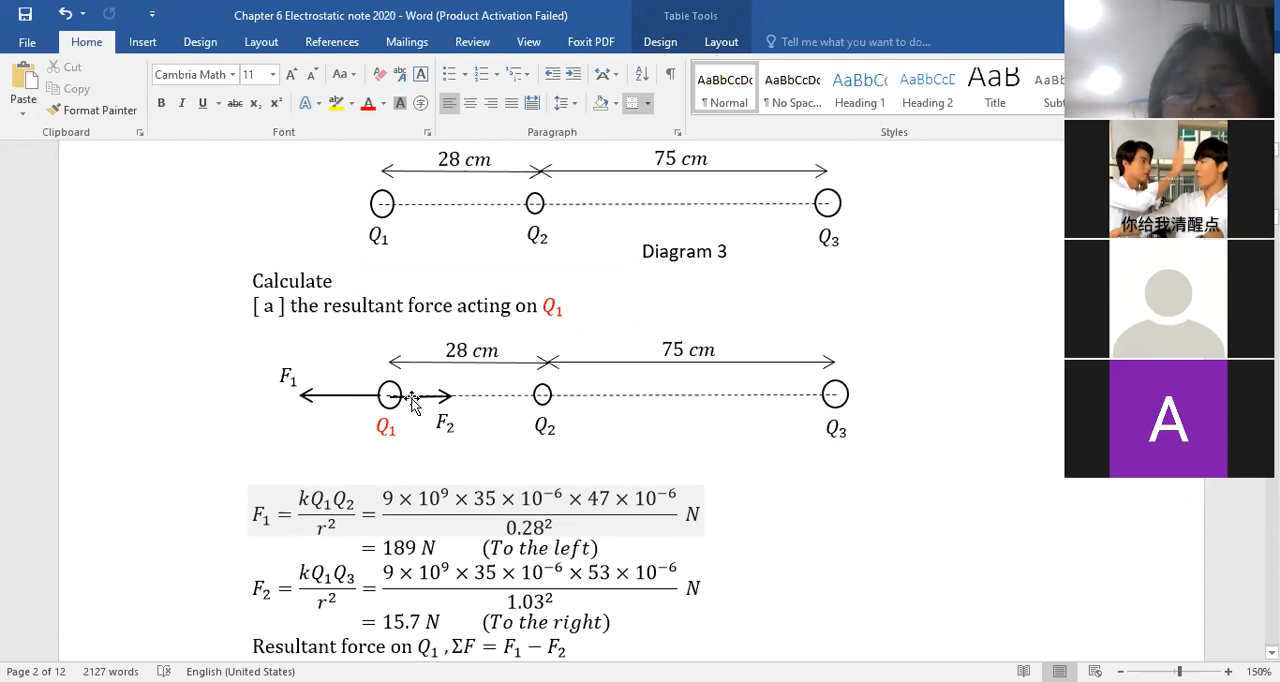 Chapter 6 Electrostatic note 2020 - Word (Product Activation Failed)
Table Tools
File Home Insert Design Layout References Mailings Review View Foxit PDF Design Layout Tell me what you want to do...
Cut
Copy
Paste
Format Painter
Cambria Math 11
AaBbCcDc AaBbCcDc AaBbCc AaBbCcD AaB AaBb
¶ Normal ¶ No Spac... Heading 1 Heading 2 Title Subt
Clipboard Font Paragraph Styles
28 cm 75 cm
Q₁ Q₂ Q₃
Diagram 3
Calculate
[ a ] the resultant force acting on Q₁
28 cm 75 cm
F₁
Q₁ F₂ Q₂ Q₃
F₁ = kQ₁Q₂/r² = 9 × 10⁹ × 35 × 10⁻⁶ × 47 × 10⁻⁶/0.28² N
= 189 N (To the left)
F₂ = kQ₁Q₃/r² = 9 × 10⁹ × 35 × 10⁻⁶ × 53 × 10⁻⁶/1.03² N
= 15.7 N (To the right)
Resultant force on Q₁ , ΣF = F₁ − F₂
你给我清醒点
A
Page 2 of 12 2127 words English (United States) 150%